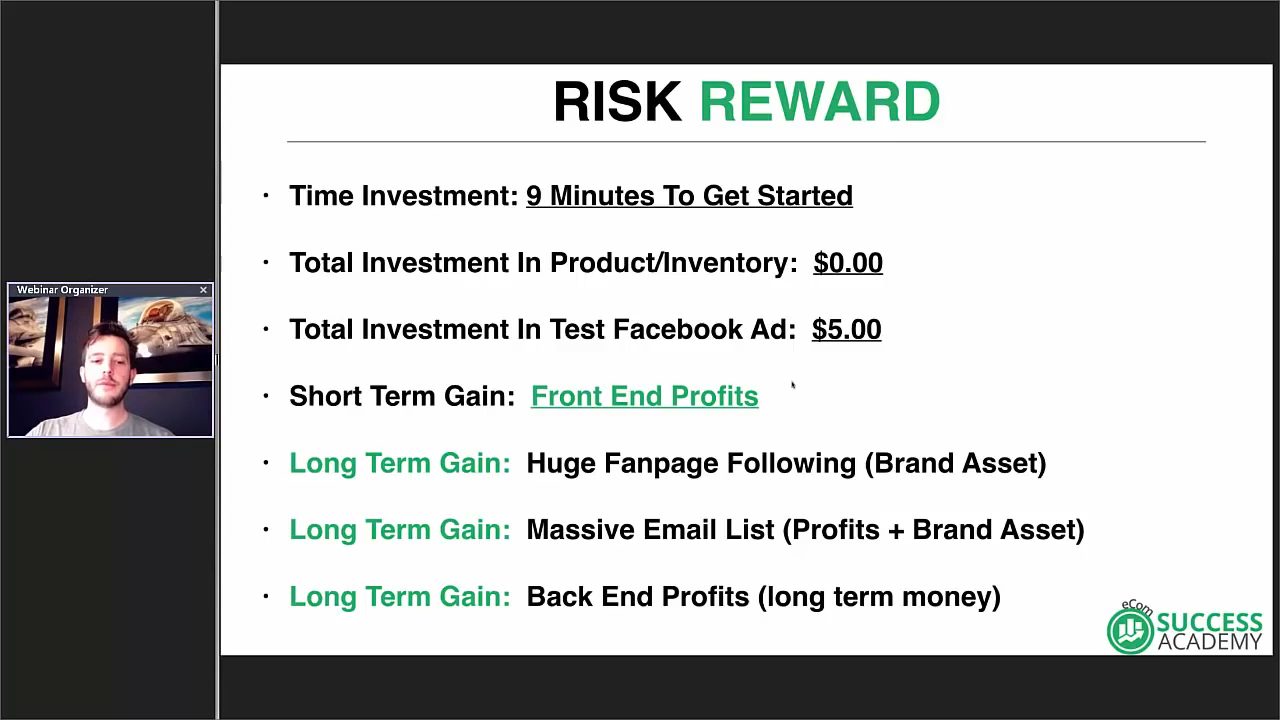 RISK REWARD
· Time Investment: 9 Minutes To Get Started
· Total Investment In Product/Inventory: $0.00
· Total Investment In Test Facebook Ad: $5.00
Webinar Organizer
· Short Term Gain: Front End Profits
· Long Term Gain: Huge Fanpage Following (Brand Asset)
· Long Term Gain: Massive Email List (Profits + Brand Asset)
· Long Term Gain: Back End Profits (long term money)
eCom
SUCCESS
ACADEMY